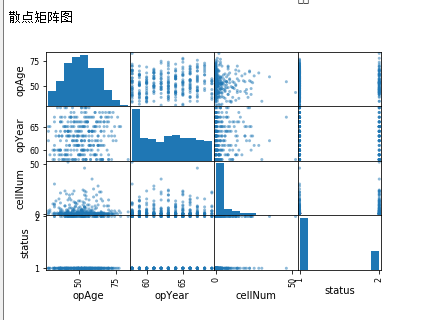 散点矩阵图
75
opAge
50
opYear
65
60
50
cellNum
0
status
1
50
75
60
65
0
50
1
2
opAge
opYear
cellNum
status